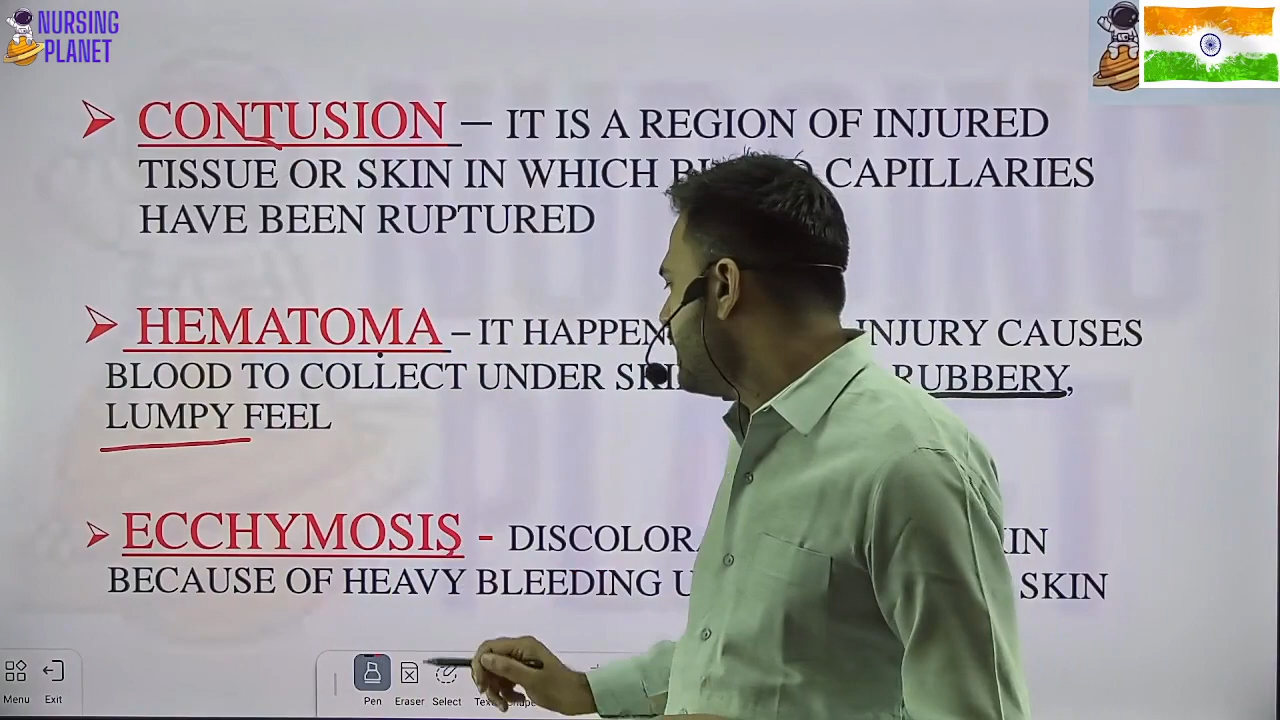 NURSING
PLANET
CONTUSION – IT IS A REGION OF INJURED
TISSUE OR SKIN IN WHICH CAPILLARIES
HAVE BEEN RUPTURED
HEMATOMA – IT HAPPEN INJURY CAUSES
BLOOD TO COLLECT UNDER RUBBERY,
LUMPY FEEL
ECCHYMOSIS - 
BECAUSE OF HEAVY BLEEDING SKIN
Menu Exit Pen Eraser Select